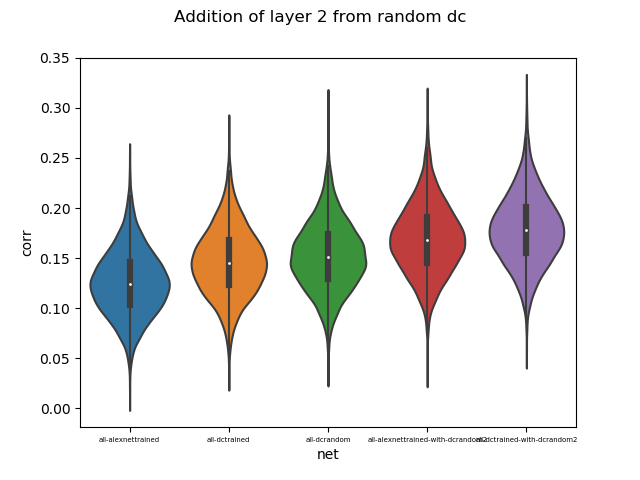 Addition of layer 2 from random dc
0.35
0.30
0.25
0.20
0.15
0.10
0.05
0.00
corr
all-alexnettrained all-dctrained all-dcrandom all-alexnettrained-with-dcrandom2 all-dctrained-with-dcrandom2
net